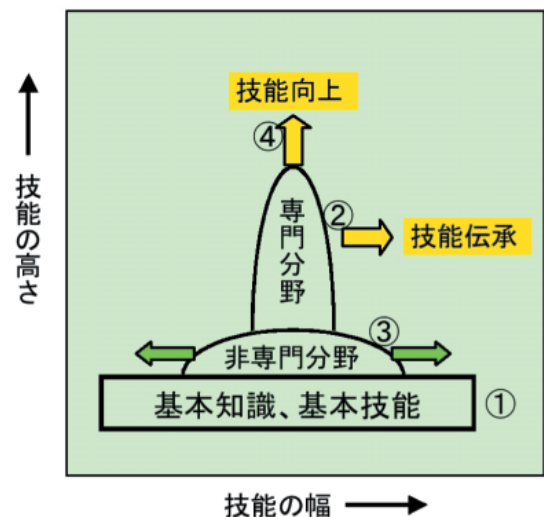 技能向上
④
専門分野
②
技能伝承
③
非専門分野
基本知識、基本技能
①
技能の高さ
技能の幅